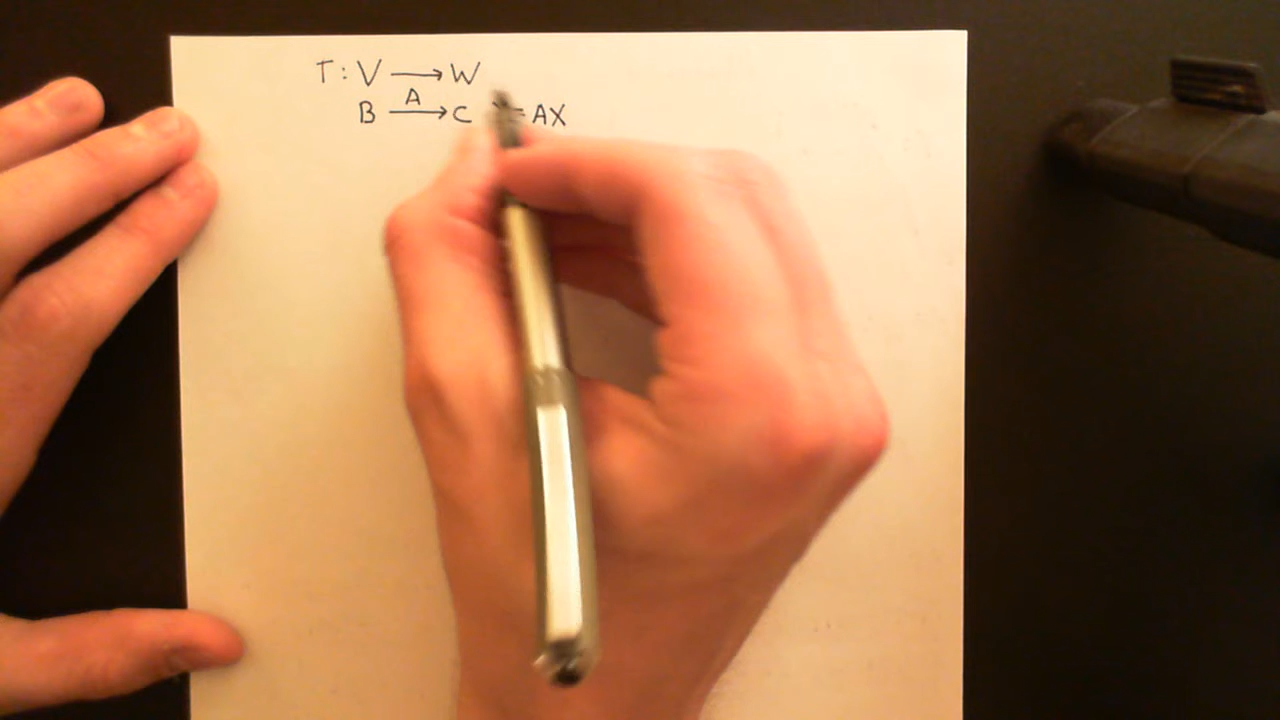 T: V → W
B →A C = AX